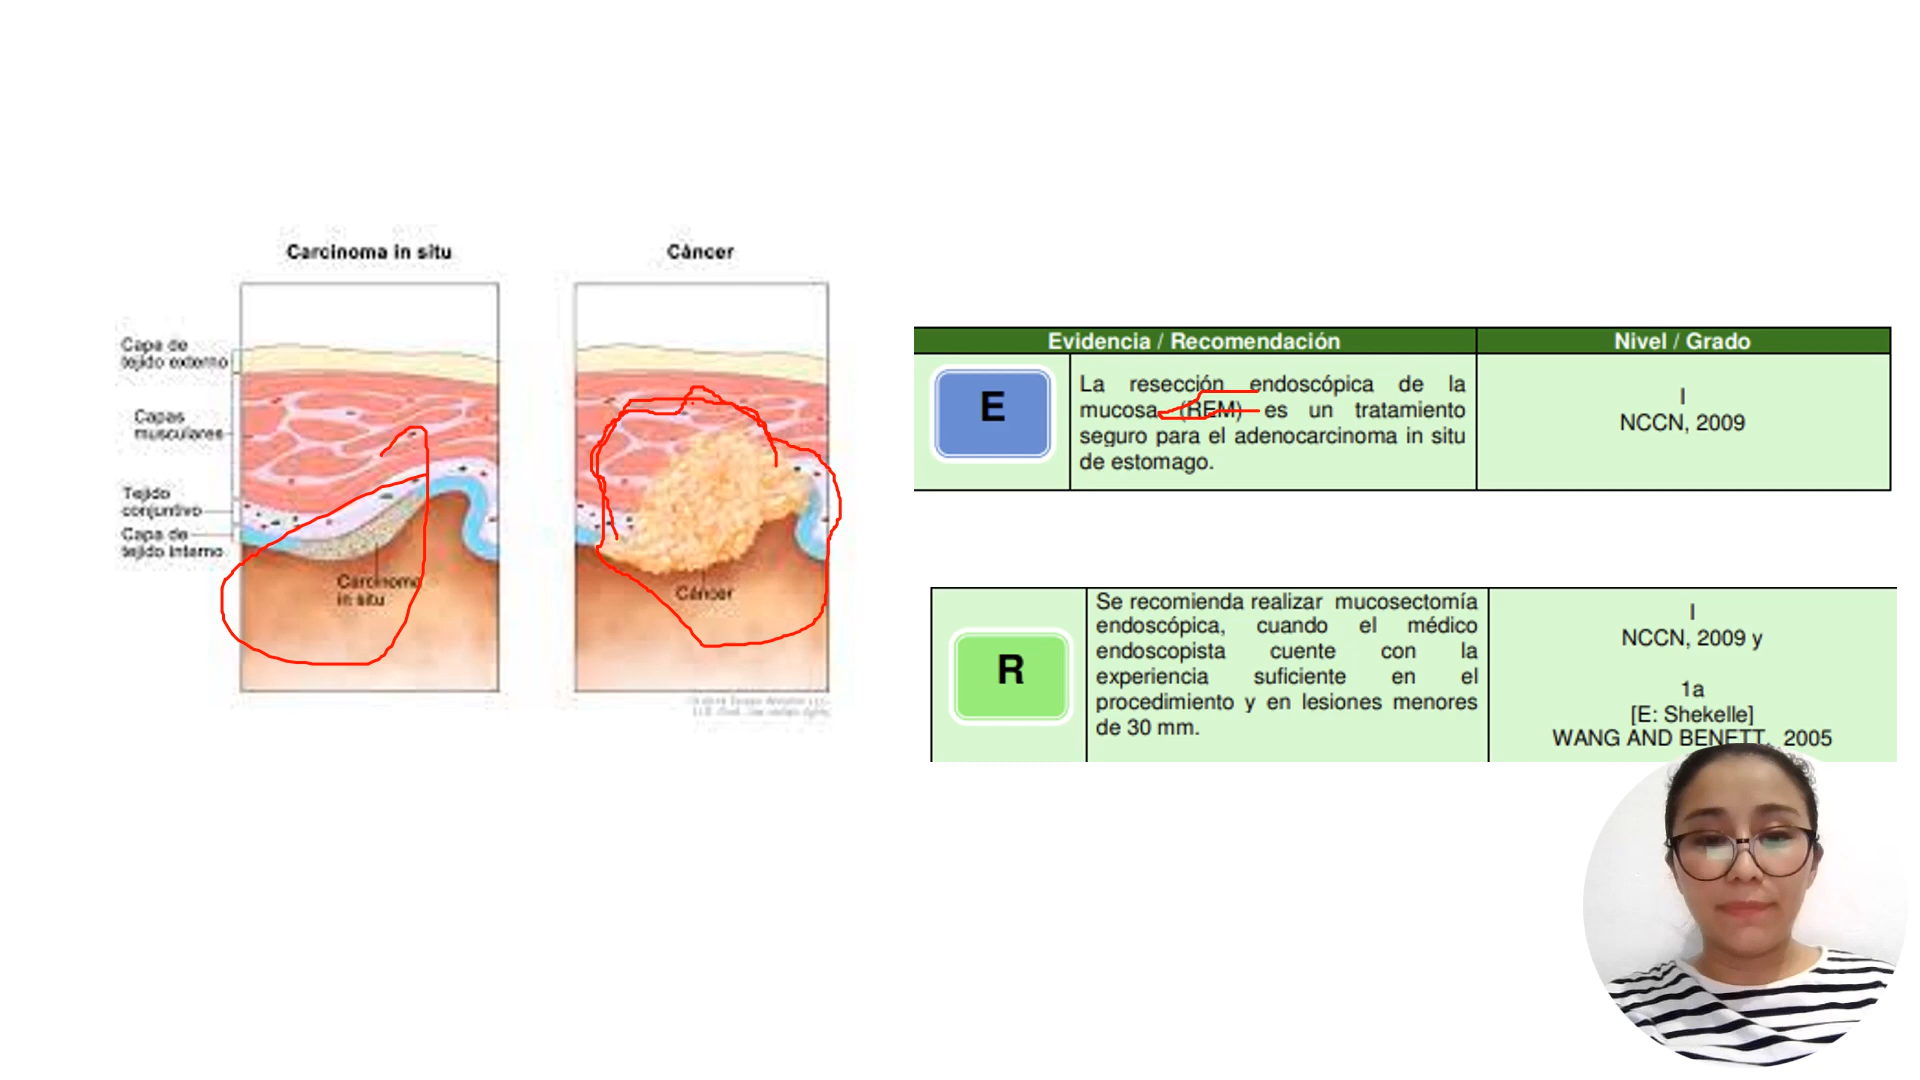 Carcinoma in situ
Cáncer
Capa de
tejido externo
Capas
musculares
Tejido
conjuntivo
Capa de
tejido interno
Carcinoma
in situ
Cáncer
Evidencia / Recomendación
Nivel / Grado
E
La resección endoscópica de la
mucosa (REM) es un tratamiento
seguro para el adenocarcinoma in situ
de estomago.
I
NCCN, 2009
R
Se recomienda realizar mucosectomía
endoscópica, cuando el médico
endoscopista cuente con la
experiencia suficiente en el
procedimiento y en lesiones menores
de 30 mm.
I
NCCN, 2009 y
1a
[E: Shekelle]
WANG AND BENETT, 2005